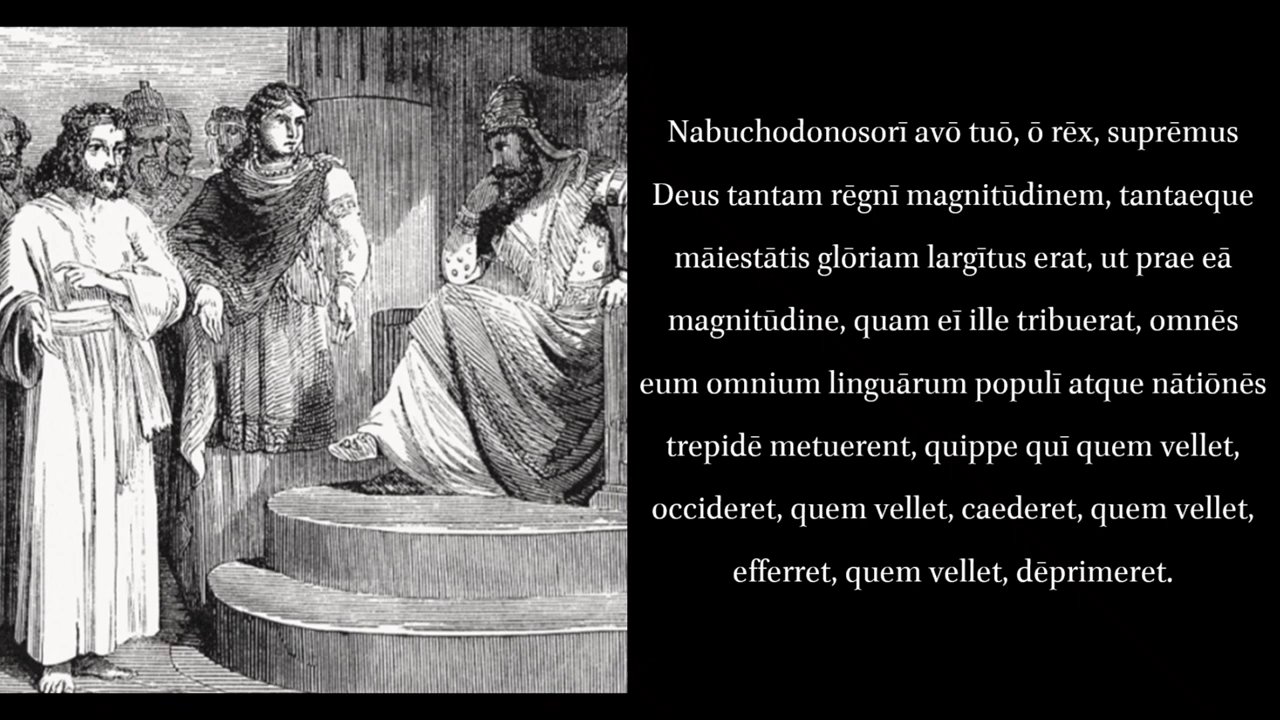 Nabuchodonosorī avō tuō, ō rēx, suprēmus
Deus tantam rēgnī magnitūdinem, tantaeque
māiestātis glōriam largītus erat, ut prae eā
magnitūdine, quam eī ille tribuerat, omnēs
eum omnium linguārum populī atque nātiōnēs
trepidē metuerent, quippe quī quem vellet,
occideret, quem vellet, caederet, quem vellet,
efferret, quem vellet, dēprimeret.